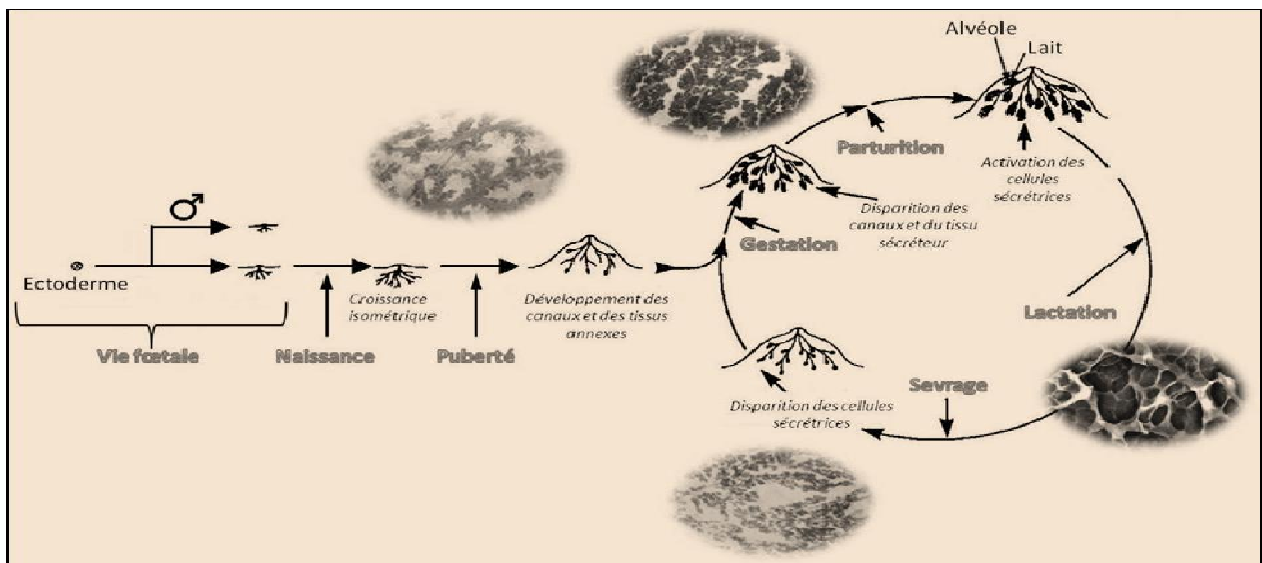 Alvéole
Lait
Parturition
Activation des
cellules
sécrétrices
Disparition des
canaux et du tissu
sécréteur
Gestation
Ectoderme
Croissance
isométrique
Développement des
canaux et des tissus
annexes
Lactation
Vie fœtale
Naissance
Puberté
Sevrage
Disparition des cellules
sécrétrices